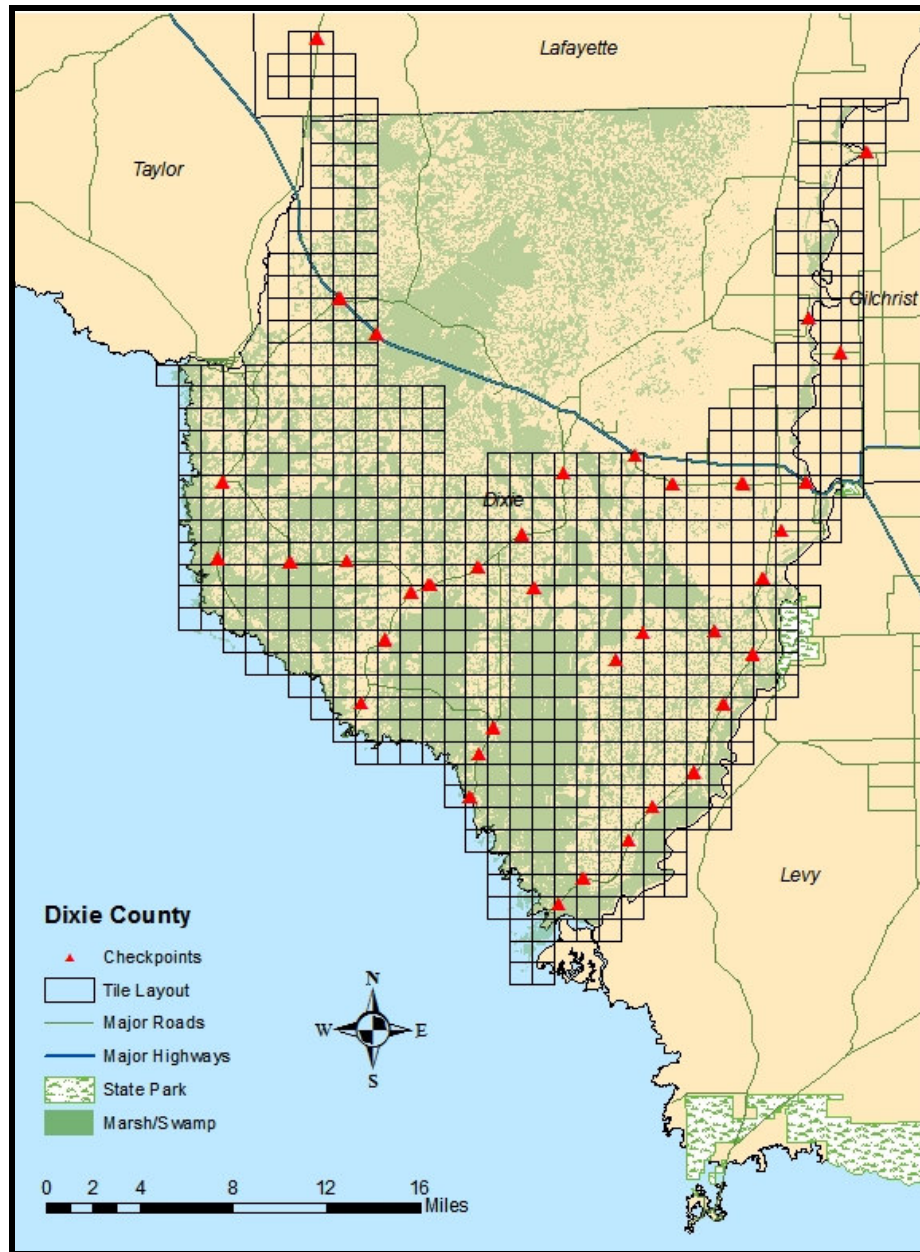 Lafayette
Taylor
Gilchrist
Dixie
Levy
Dixie County
Checkpoints
Tile Layout
Major Roads
Major Highways
State Park
Marsh/Swamp
N
W E
S
0 2 4 8 12 16
Miles